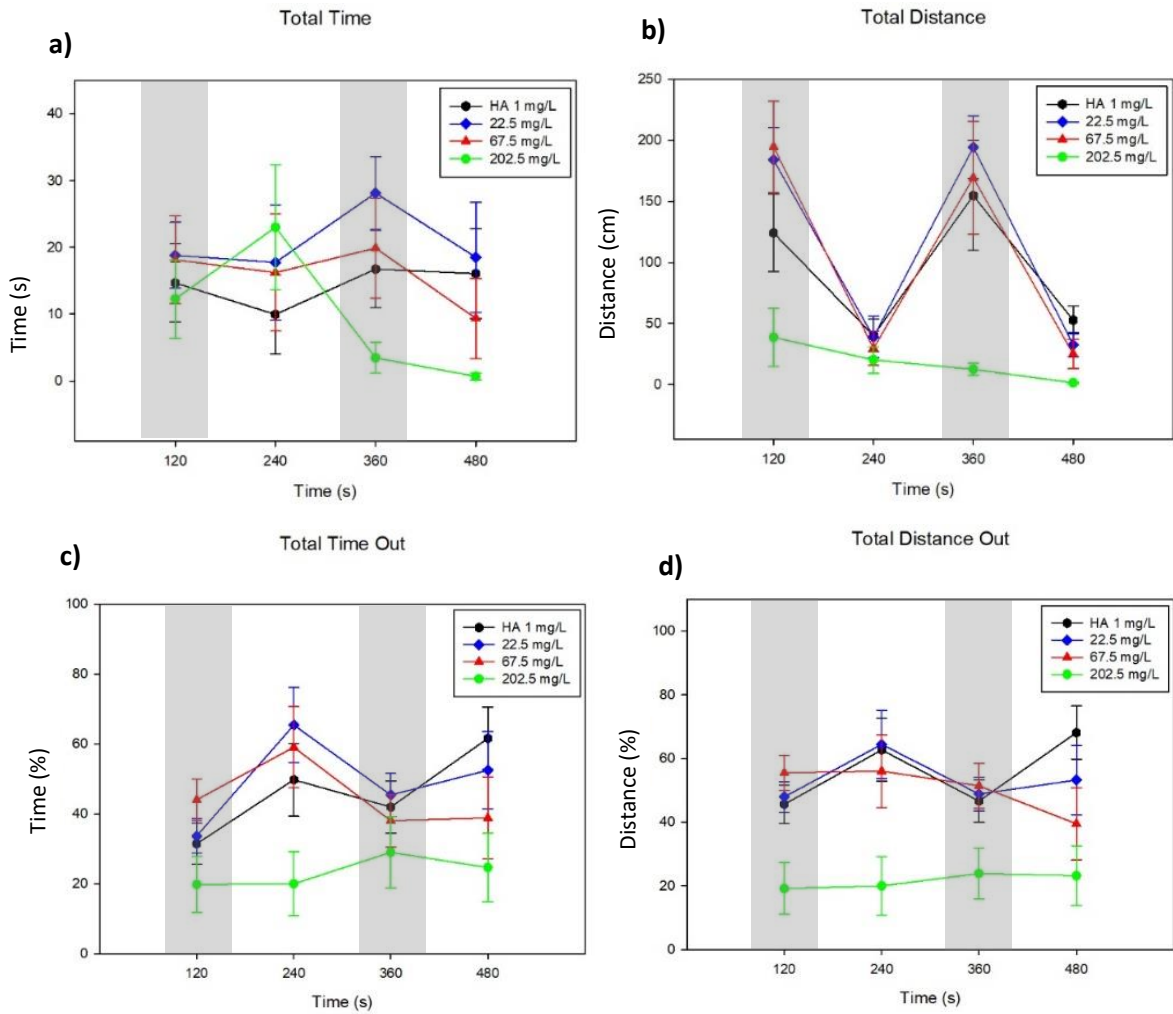 Total Time
a)
40
30
20
10
0
Time (s)
HA 1 mg/L
22.5 mg/L
67.5 mg/L
202.5 mg/L
120 240 360 480
Time (s)
Total Distance
b)
250
200
150
100
50
0
Distance (cm)
HA 1 mg/L
22.5 mg/L
67.5 mg/L
202.5 mg/L
120 240 360 480
Time (s)
Total Time Out
c)
100
80
60
40
20
0
Time (%)
HA 1 mg/L
22.5 mg/L
67.5 mg/L
202.5 mg/L
120 240 360 480
Time (s)
Total Distance Out
d)
100
80
60
40
20
0
Distance (%)
HA 1 mg/L
22.5 mg/L
67.5 mg/L
202.5 mg/L
120 240 360 480
Time (s)